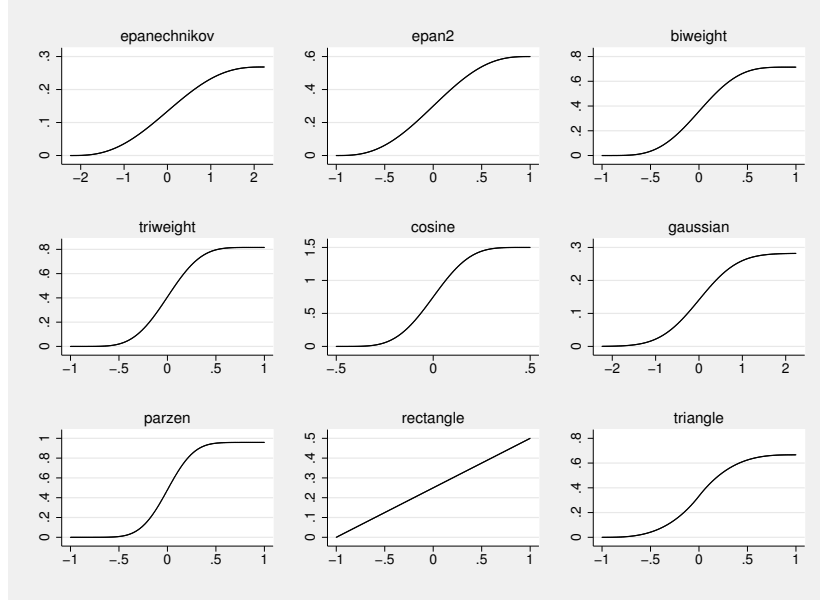 epanechnikov
.3
.2
.1
0
−2 −1 0 1 2
epan2
.6
.4
.2
0
−1 −.5 0 .5 1
biweight
.8
.6
.4
.2
0
−1 −.5 0 .5 1
triweight
.8
.6
.4
.2
0
−1 −.5 0 .5 1
cosine
1.5
1
.5
0
−.5 0 .5
gaussian
.3
.2
.1
0
−2 −1 0 1 2
parzen
1
.8
.6
.4
.2
0
−1 −.5 0 .5 1
rectangle
.5
.4
.3
.2
.1
0
−1 −.5 0 .5 1
triangle
.8
.6
.4
.2
0
−1 −.5 0 .5 1